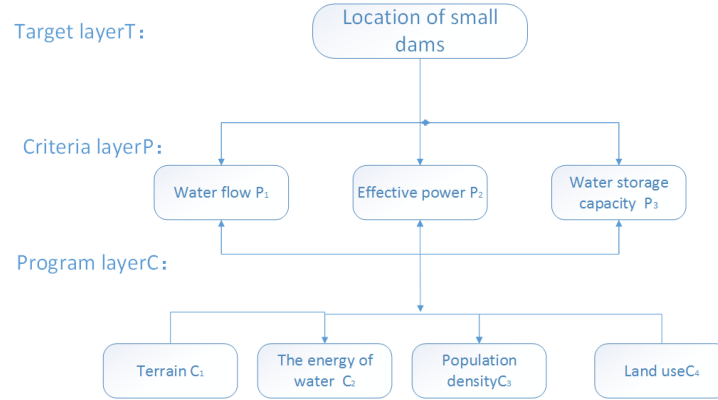 Target layerT：
Location of small
dams
Criteria layerP：
Water flow P₁
Effective power P₂
Water storage
capacity P₃
Program layerC：
Terrain C₁
The energy of
water C₂
Population
densityC₃
Land useC₄